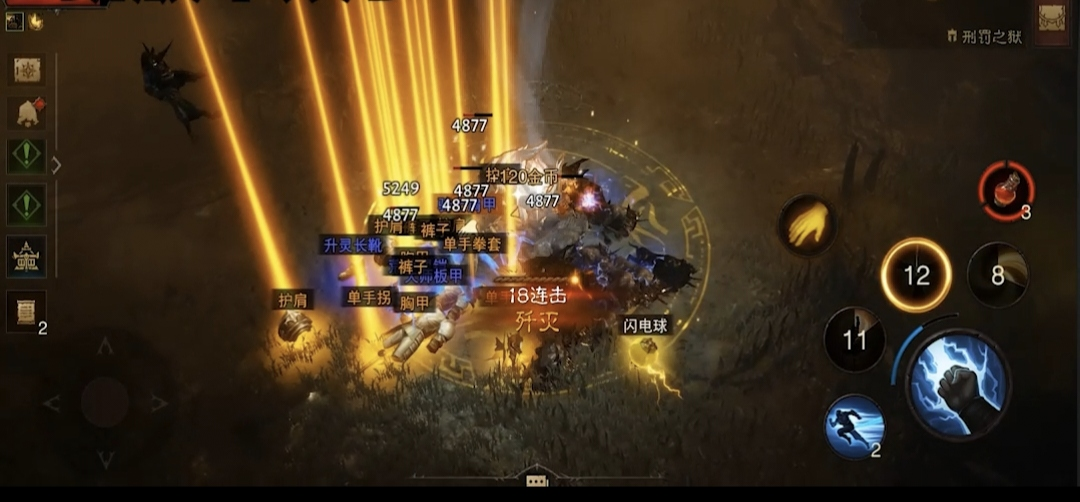 刑罚之狱
4877
捡120金币
5249
4877
4877
4877
4877
护肩
裤子
升灵长靴
单手拳套
裤子
师板甲
护肩
单手拐
胸甲
18连击
歼灭
闪电球
3
12
8
11
2
2